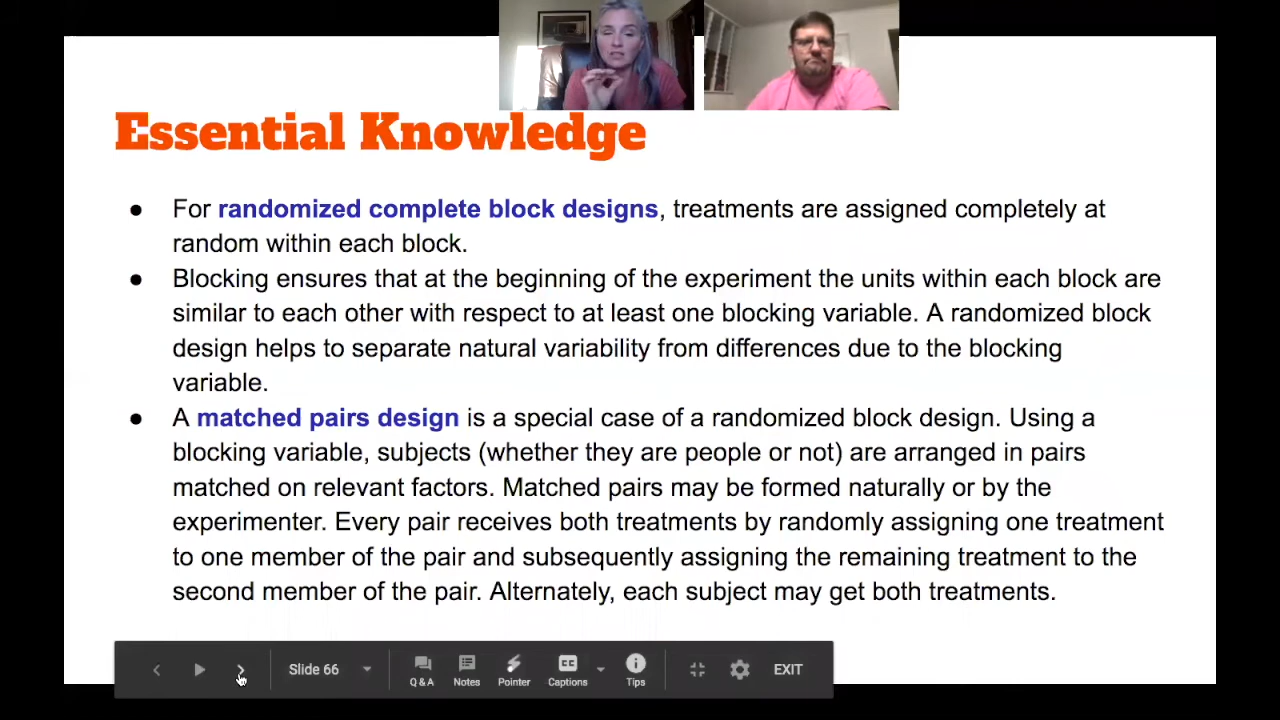 Essential Knowledge
● For randomized complete block designs, treatments are assigned completely at
random within each block.
● Blocking ensures that at the beginning of the experiment the units within each block are
similar to each other with respect to at least one blocking variable. A randomized block
design helps to separate natural variability from differences due to the blocking
variable.
● A matched pairs design is a special case of a randomized block design. Using a
blocking variable, subjects (whether they are people or not) are arranged in pairs
matched on relevant factors. Matched pairs may be formed naturally or by the
experimenter. Every pair receives both treatments by randomly assigning one treatment
to one member of the pair and subsequently assigning the remaining treatment to the
second member of the pair. Alternately, each subject may get both treatments.
Slide 66
Q & A
Notes
Pointer
CC
Captions
Tips
EXIT